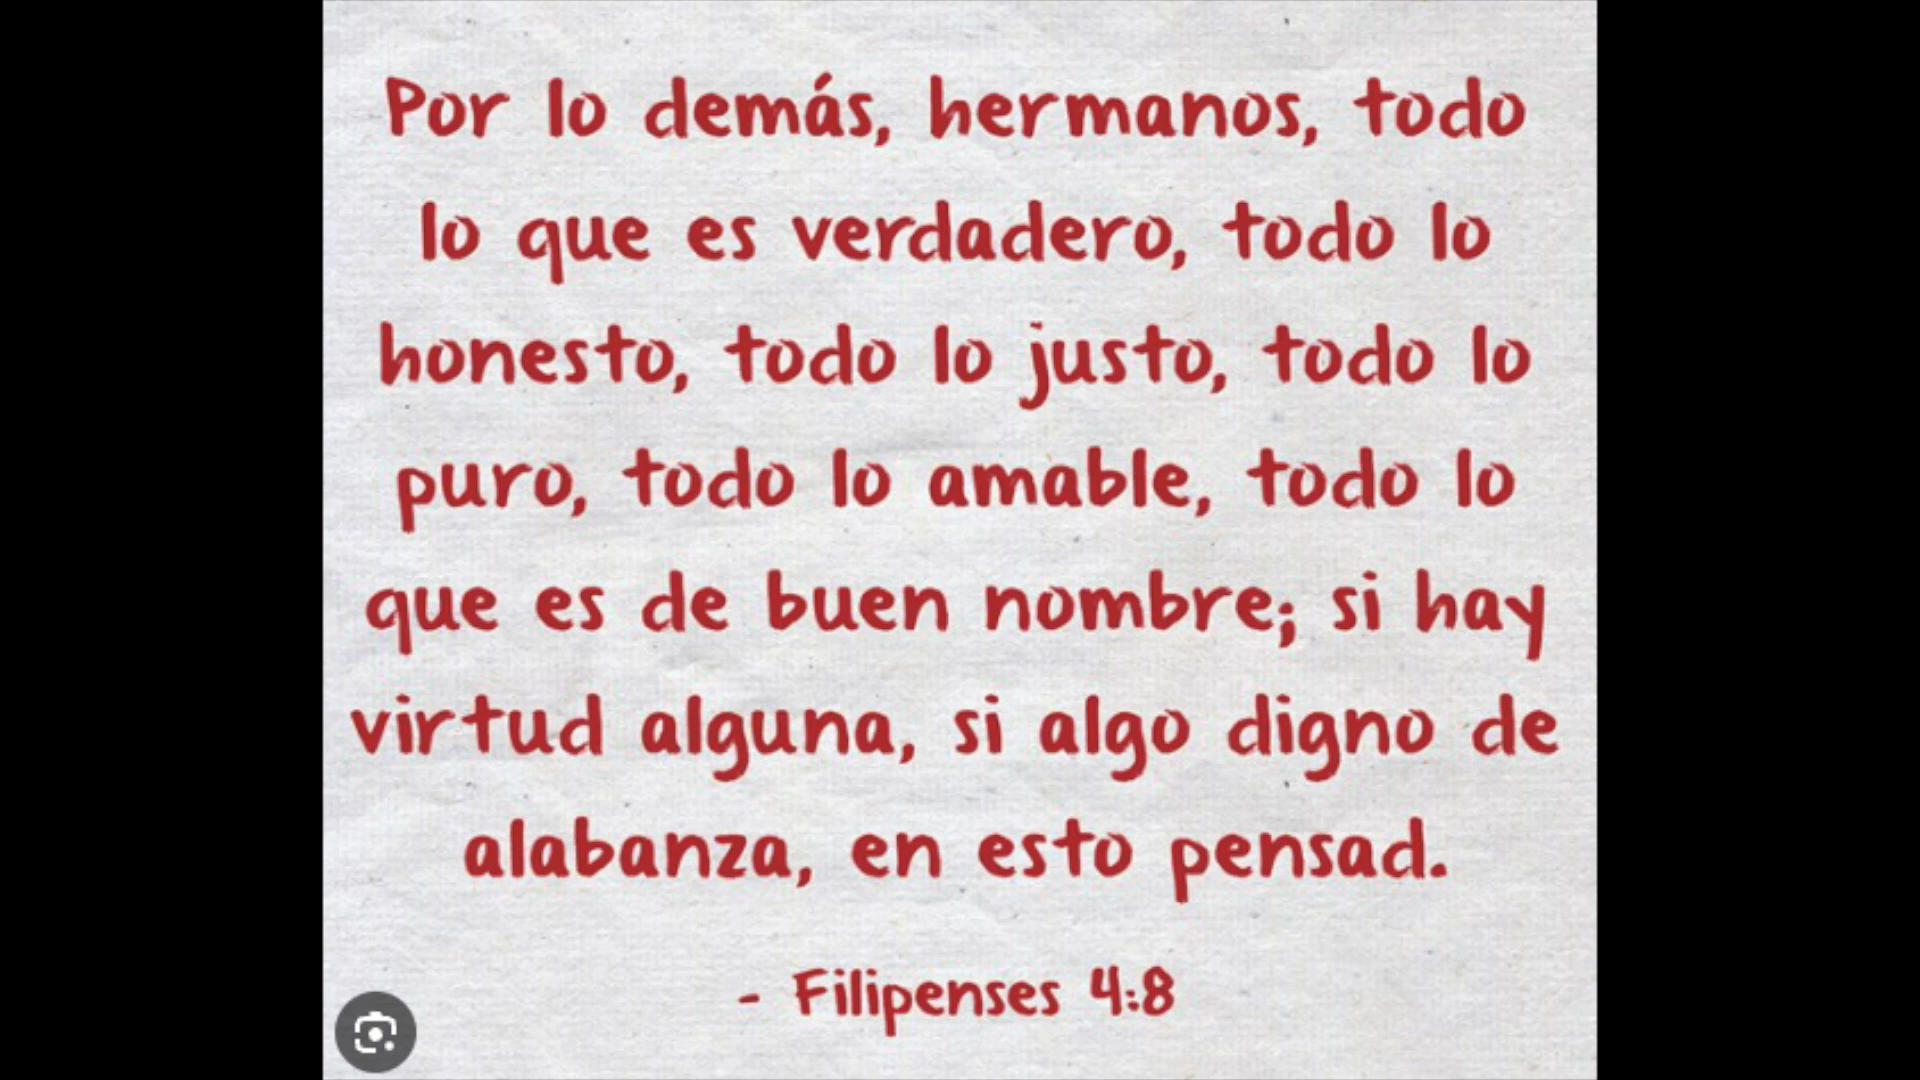 Por lo demás, hermanos, todo
lo que es verdadero, todo lo
honesto, todo lo justo, todo lo
puro, todo lo amable, todo lo
que es de buen nombre; si hay
virtud alguna, si algo digno de
alabanza, en esto pensad.
- Filipenses 4:8